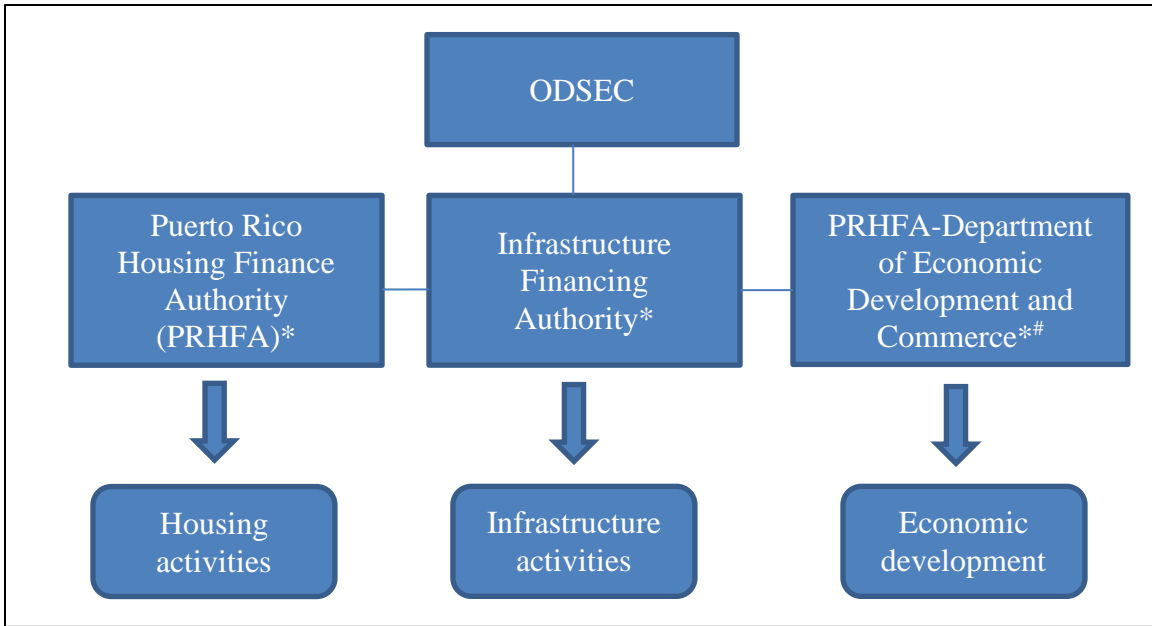 ODSEC
Puerto Rico
Housing Finance
Authority
(PRHFA)*
Infrastructure
Financing
Authority*
PRHFA-Department
of Economic
Development and
Commerce*#
Housing
activities
Infrastructure
activities
Economic
development